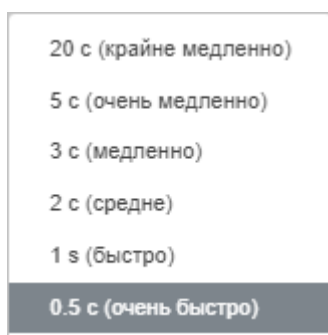 20 с (крайне медленно)
5 с (очень медленно)
3 с (медленно)
2 с (средне)
1 s (быстро)
0.5 с (очень быстро)